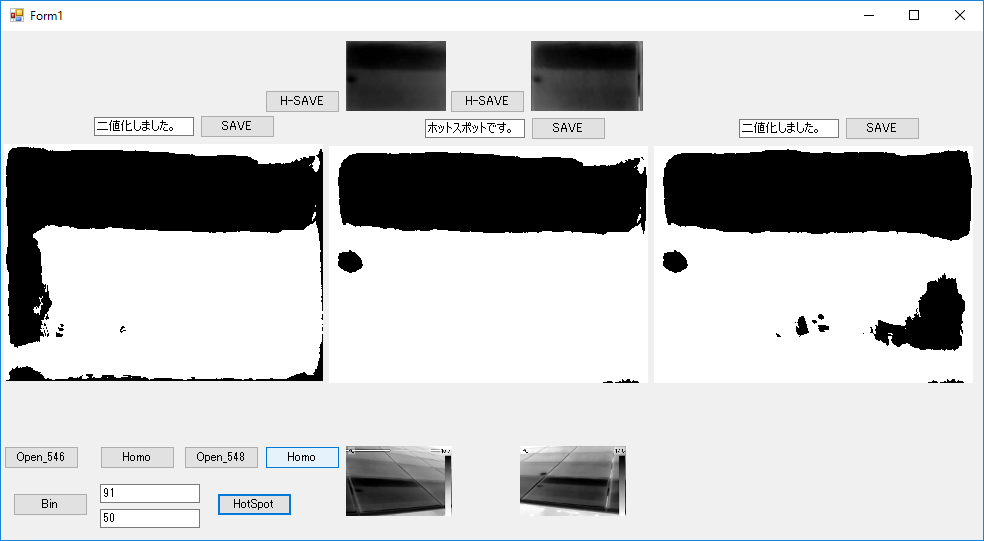 Form1
H-SAVE
H-SAVE
二値化しました。
SAVE
ホットスポットです。
SAVE
二値化しました。
SAVE
Open_546
Homo
Open_548
Homo
Bin
91
50
HotSpot